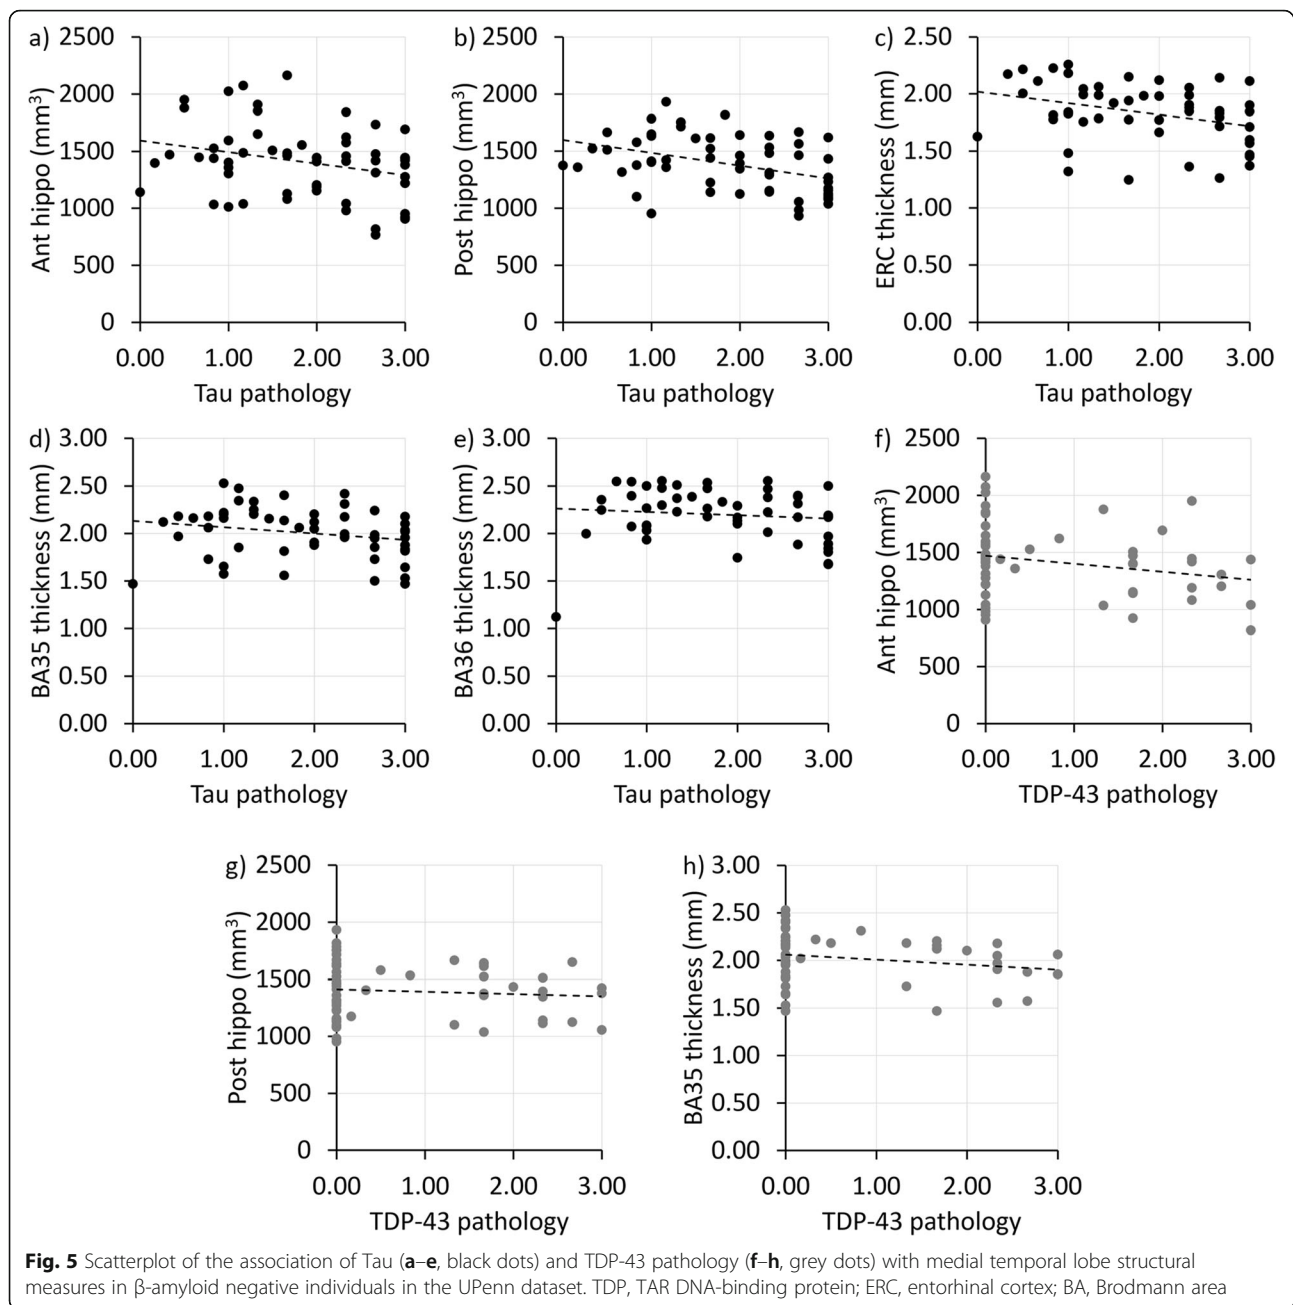 a)
2500
2000
1500
1000
500
0
Ant hippo (mm³)
0.00 1.00 2.00 3.00
Tau pathology
b)
2500
2000
1500
1000
500
0
Post hippo (mm³)
0.00 1.00 2.00 3.00
Tau pathology
c)
2.50
2.00
1.50
1.00
0.50
0.00
ERC thickness (mm)
0.00 1.00 2.00 3.00
Tau pathology
d)
3.00
2.50
2.00
1.50
1.00
0.50
0.00
BA35 thickness (mm)
0.00 1.00 2.00 3.00
Tau pathology
e)
3.00
2.50
2.00
1.50
1.00
0.50
0.00
BA36 thickness (mm)
0.00 1.00 2.00 3.00
Tau pathology
f)
2500
2000
1500
1000
500
0
Ant hippo (mm³)
0.00 1.00 2.00 3.00
TDP-43 pathology
g)
2500
2000
1500
1000
500
0
Post hippo (mm³)
0.00 1.00 2.00 3.00
TDP-43 pathology
h)
3.00
2.50
2.00
1.50
1.00
0.50
0.00
BA35 thickness (mm)
0.00 1.00 2.00 3.00
TDP-43 pathology
Fig. 5 Scatterplot of the association of Tau (a–e, black dots) and TDP-43 pathology (f–h, grey dots) with medial temporal lobe structural
measures in β-amyloid negative individuals in the UPenn dataset. TDP, TAR DNA-binding protein; ERC, entorhinal cortex; BA, Brodmann area